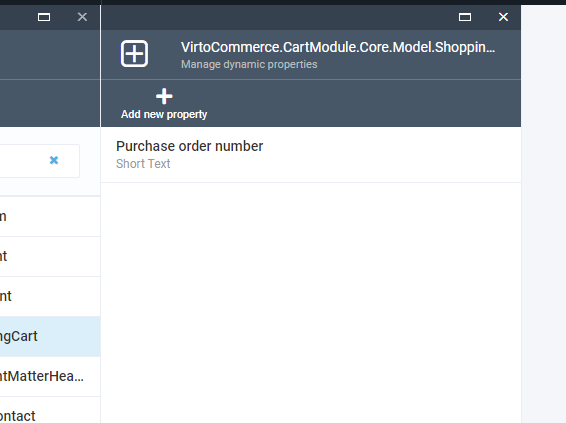 VirtoCommerce.CartModule.Core.Model.Shoppin...
Manage dynamic properties
Add new property
Purchase order number
Short Text
m
nt
nt
ngCart
ntMatterHea...
ontact